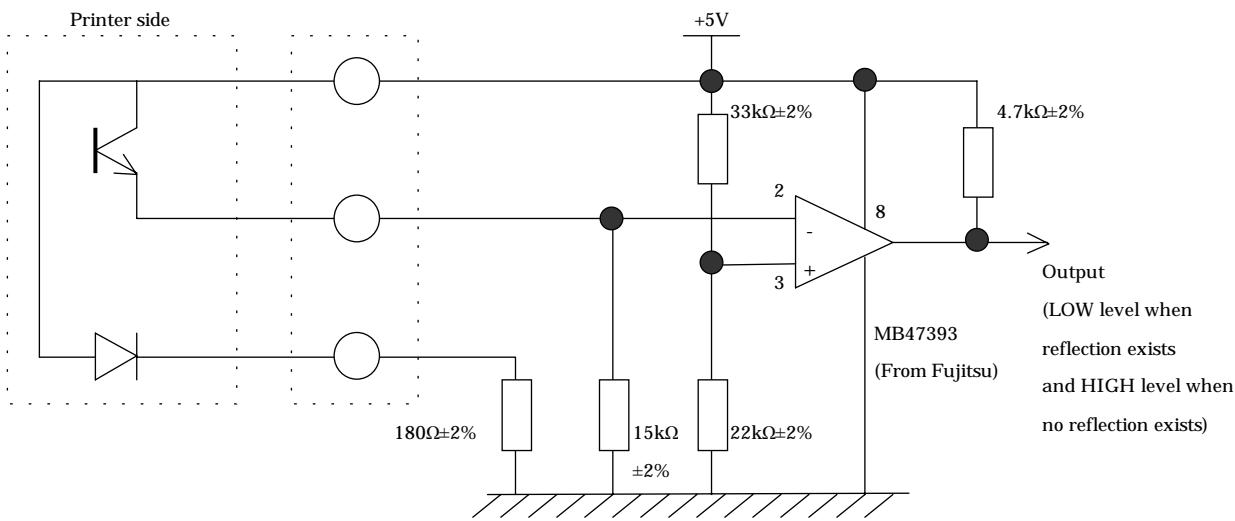 Printer side
+5V
33kΩ±2%
4.7kΩ±2%
2
8
-
+
3
Output
(LOW level when
reflection exists
and HIGH level when
no reflection exists)
MB47393
(From Fujitsu)
180Ω±2%
15kΩ
±2%
22kΩ±2%